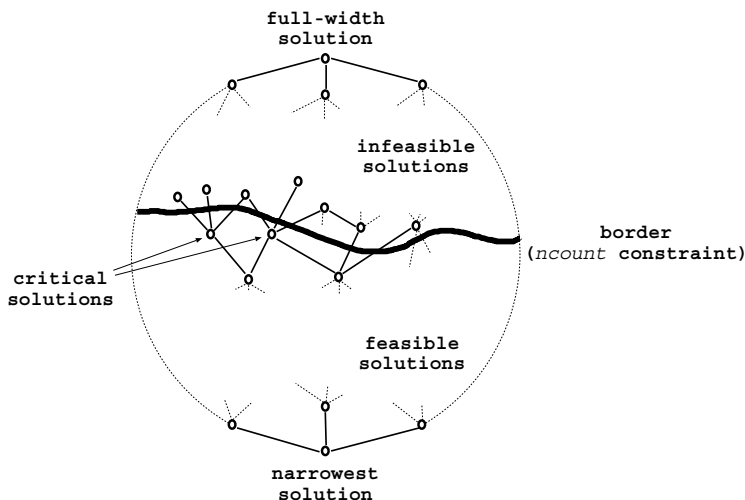 full-width
solution
infeasible
solutions
border
(ncount constraint)
critical
solutions
feasible
solutions
narrowest
solution